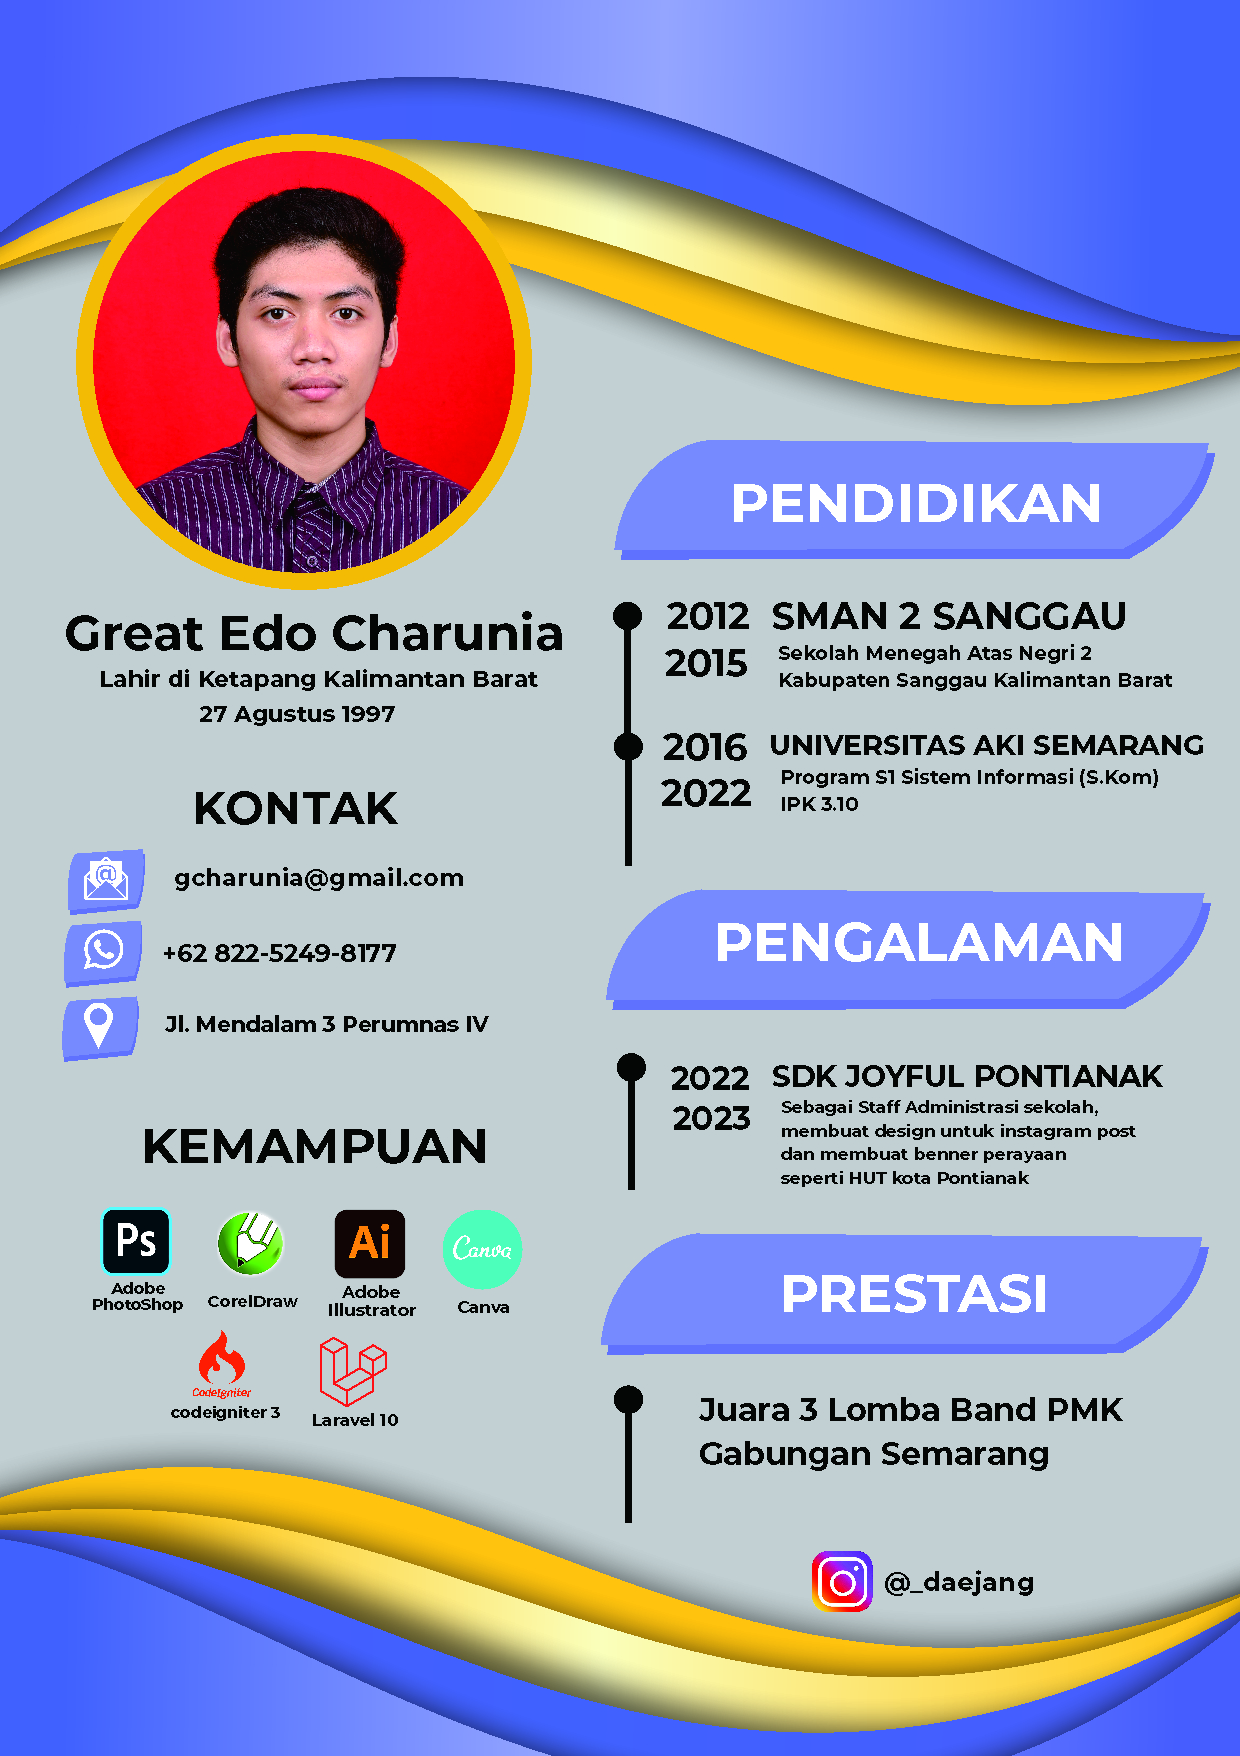 Great Edo Charunia
Lahir di Ketapang Kalimantan Barat
27 Agustus 1997
KONTAK
gcharunia@gmail.com
+62 822-5249-8177
Jl. Mendalam 3 Perumnas IV
KEMAMPUAN
Ps
Ai
Canva
Adobe
PhotoShop
CorelDraw
Adobe
Illustrator
Canva
CodeIgniter
codeigniter 3
Laravel 10
PENDIDIKAN
2012 SMAN 2 SANGGAU
2015 Sekolah Menegah Atas Negri 2
Kabupaten Sanggau Kalimantan Barat
2016 UNIVERSITAS AKI SEMARANG
2022 Program S1 Sistem Informasi (S.Kom)
IPK 3.10
PENGALAMAN
2022 SDK JOYFUL PONTIANAK
2023 Sebagai Staff Administrasi sekolah,
membuat design untuk instagram post
dan membuat benner perayaan
seperti HUT kota Pontianak
PRESTASI
Juara 3 Lomba Band PMK
Gabungan Semarang
@_daejang